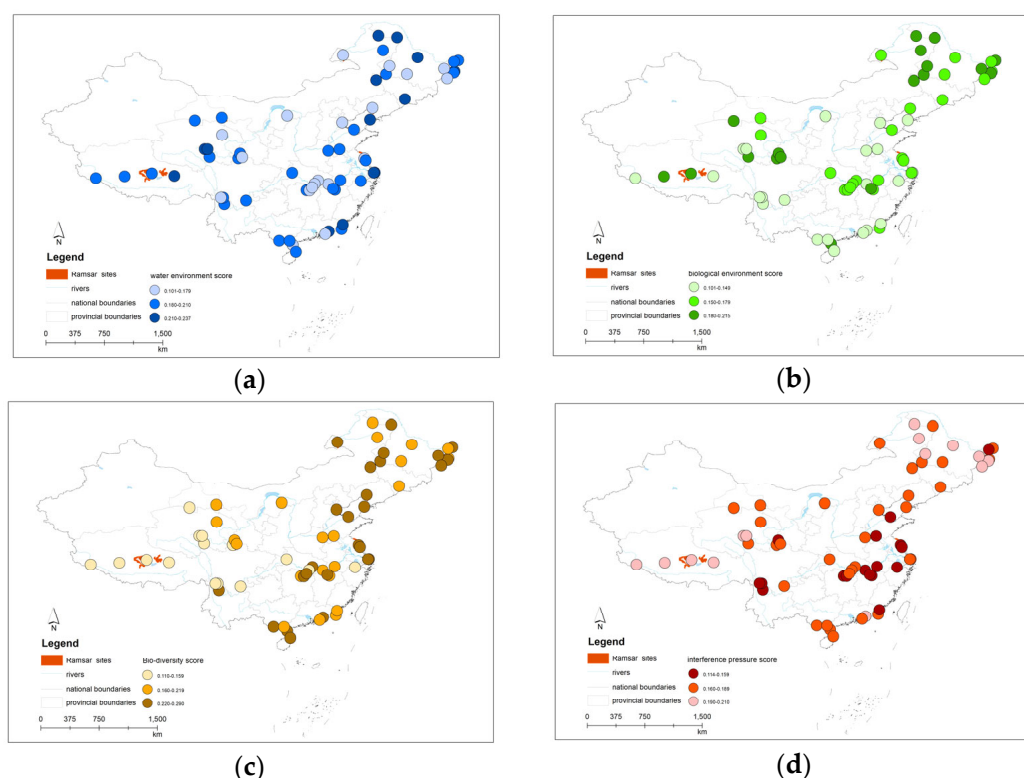 N
Legend
Ramsar sites
rivers
national boundaries
provincial boundaries
water environment score
0.101-0.179
0.180-0.210
0.210-0.237
0 375 750 1,500
km
(a)
N
Legend
Ramsar sites
rivers
national boundaries
provincial boundaries
biological environment score
0.101-0.149
0.150-0.179
0.180-0.215
0 375 750 1,500
km
(b)
N
Legend
Ramsar sites
rivers
national boundaries
provincial boundaries
Bio-diversity score
0.110-0.159
0.160-0.219
0.220-0.290
0 375 750 1,500
km
(c)
N
Legend
Ramsar sites
rivers
national boundaries
provincial boundaries
interference pressure score
0.114-0.159
0.160-0.189
0.190-0.210
0 375 750 1,500
km
(d)